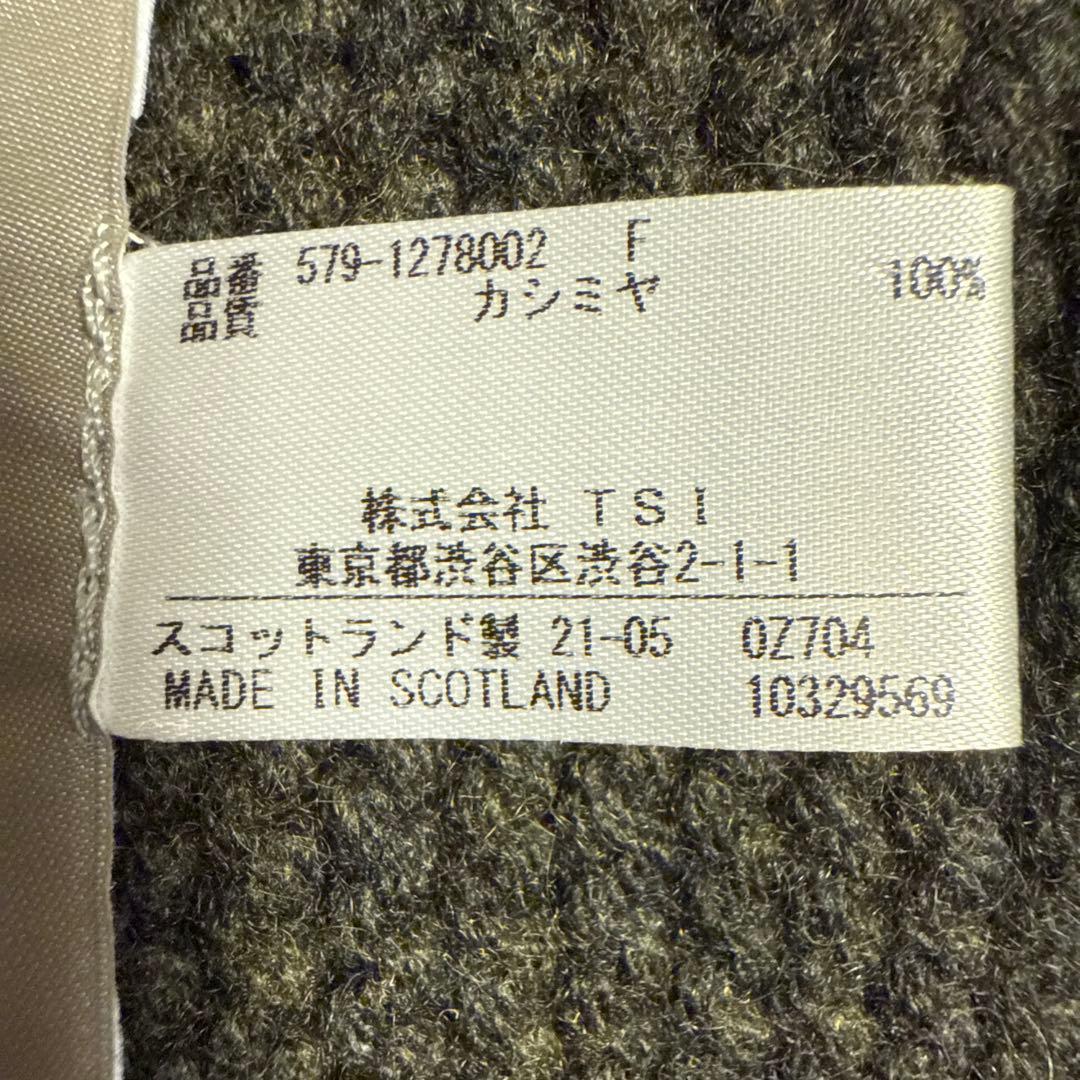 品番 579-1278002 F
品質 カシミヤ 100%
株式会社 TSI
東京都渋谷区渋谷2-1-1
スコットランド製 21-05 0Z704
MADE IN SCOTLAND 10329569